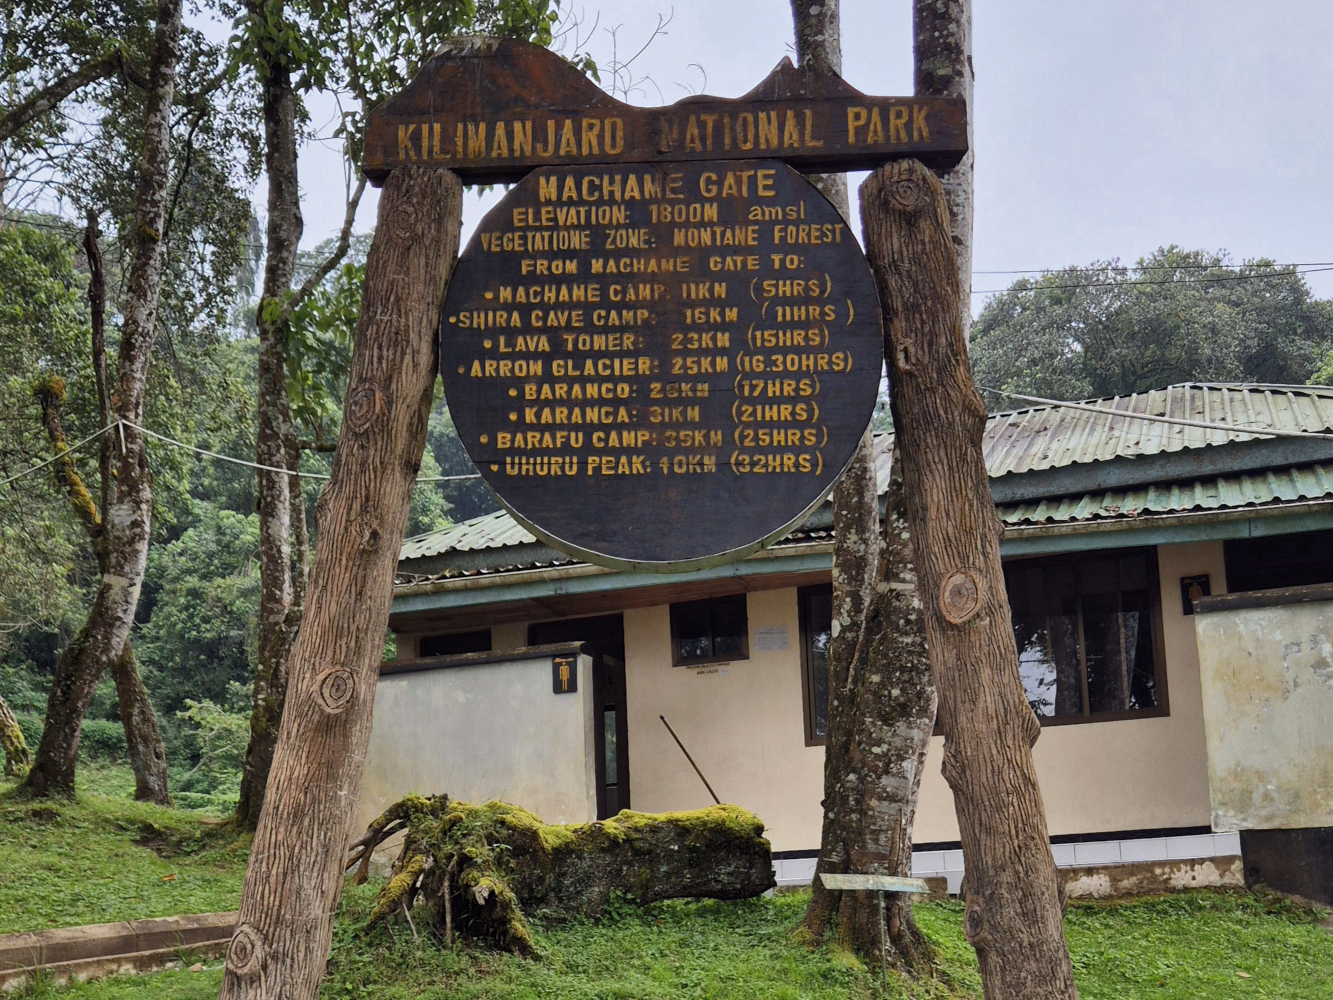 KILIMANJARO NATIONAL PARK
MACHAME GATE
ELEVATION: 1800M amsl
VEGETATIONE ZONE: MONTANE FOREST
FROM MACHAME GATE TO:
• MACHAME CAMP: 11KN (5HRS)
• SHIRA CAVE CAMP: 16KM (11HRS)
• LAVA TOWER: 23KM (15HRS)
• ARROW GLACIER: 25KM (16.30HRS)
• BARANCO: (17HRS)
• KARANGA: 31KM (21HRS)
• BARAFU CAMP: 35KM (25HRS)
• UHURU PEAK: 40KM (32HRS)